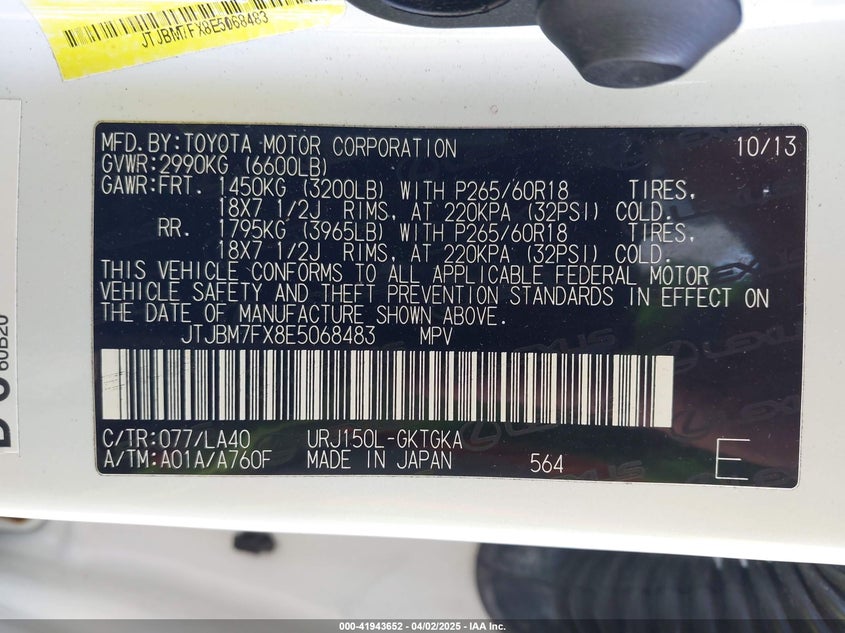 JTJBM7FX8E5068483
MFD.BY:TOYOTA MOTOR CORPORATION 10/13
GVWR:2990KG (6600LB)
GAWR:FRT. 1450KG (3200LB) WITH P265/60R18 TIRES,
18X7 1/2J RIMS, AT 220KPA (32PSI) COLD.
RR. 1795KG (3965LB) WITH P265/60R18 TIRES,
18X7 1/2J RIMS, AT 220KPA (32PSI) COLD.
THIS VEHICLE CONFORMS TO ALL APPLICABLE FEDERAL MOTOR
VEHICLE SAFETY AND THEFT PREVENTION STANDARDS IN EFFECT ON
THE DATE OF MANUFACTURE SHOWN ABOVE.
JTJBM7FX8E5068483 MPV
C/TR:077/LA40 URJ150L-GKTGKA
A/TM:A01A/A760F MADE IN JAPAN 564 E
60B20
LEXUS
000-41943652 - 04/02/2025 - IAA Inc.